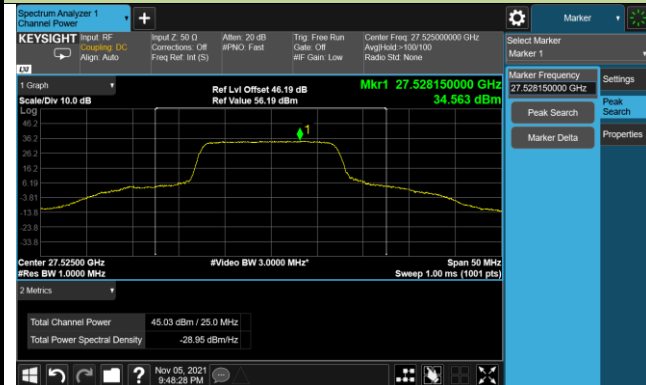 Spectrum Analyzer 1
Channel Power
+
Marker
KEYSIGHT
Input: RF
Coupling: DC
Align: Auto
Input Z: 50 Ω
Corrections: Off
Freq Ref: Int (S)
Atten: 20 dB
#PNO: Fast
Trig: Free Run
Gate: Off
#IF Gain: Low
Center Freq: 27.525000000 GHz
Avg|Hold:>100/100
Radio Std: None
LXI
Select Marker
Marker 1
1 Graph
Scale/Div 10.0 dB
Ref Lvl Offset 46.19 dB
Ref Value 56.19 dBm
Mkr1 27.528150000 GHz
34.563 dBm
Marker Frequency
27.528150000 GHz
Settings
Peak Search
Peak
Search
Marker Delta
Properties
Log
46.2
36.2
26.2
16.2
6.19
-3.81
-13.8
-23.8
-33.8
1
Center 27.52500 GHz
#Video BW 3.0000 MHz*
Span 50 MHz
#Res BW 1.0000 MHz
Sweep 1.00 ms (1001 pts)
2 Metrics
Total Channel Power 45.03 dBm / 25.0 MHz
Total Power Spectral Density -28.95 dBm/Hz
?
Nov 05, 2021
9:48:28 PM